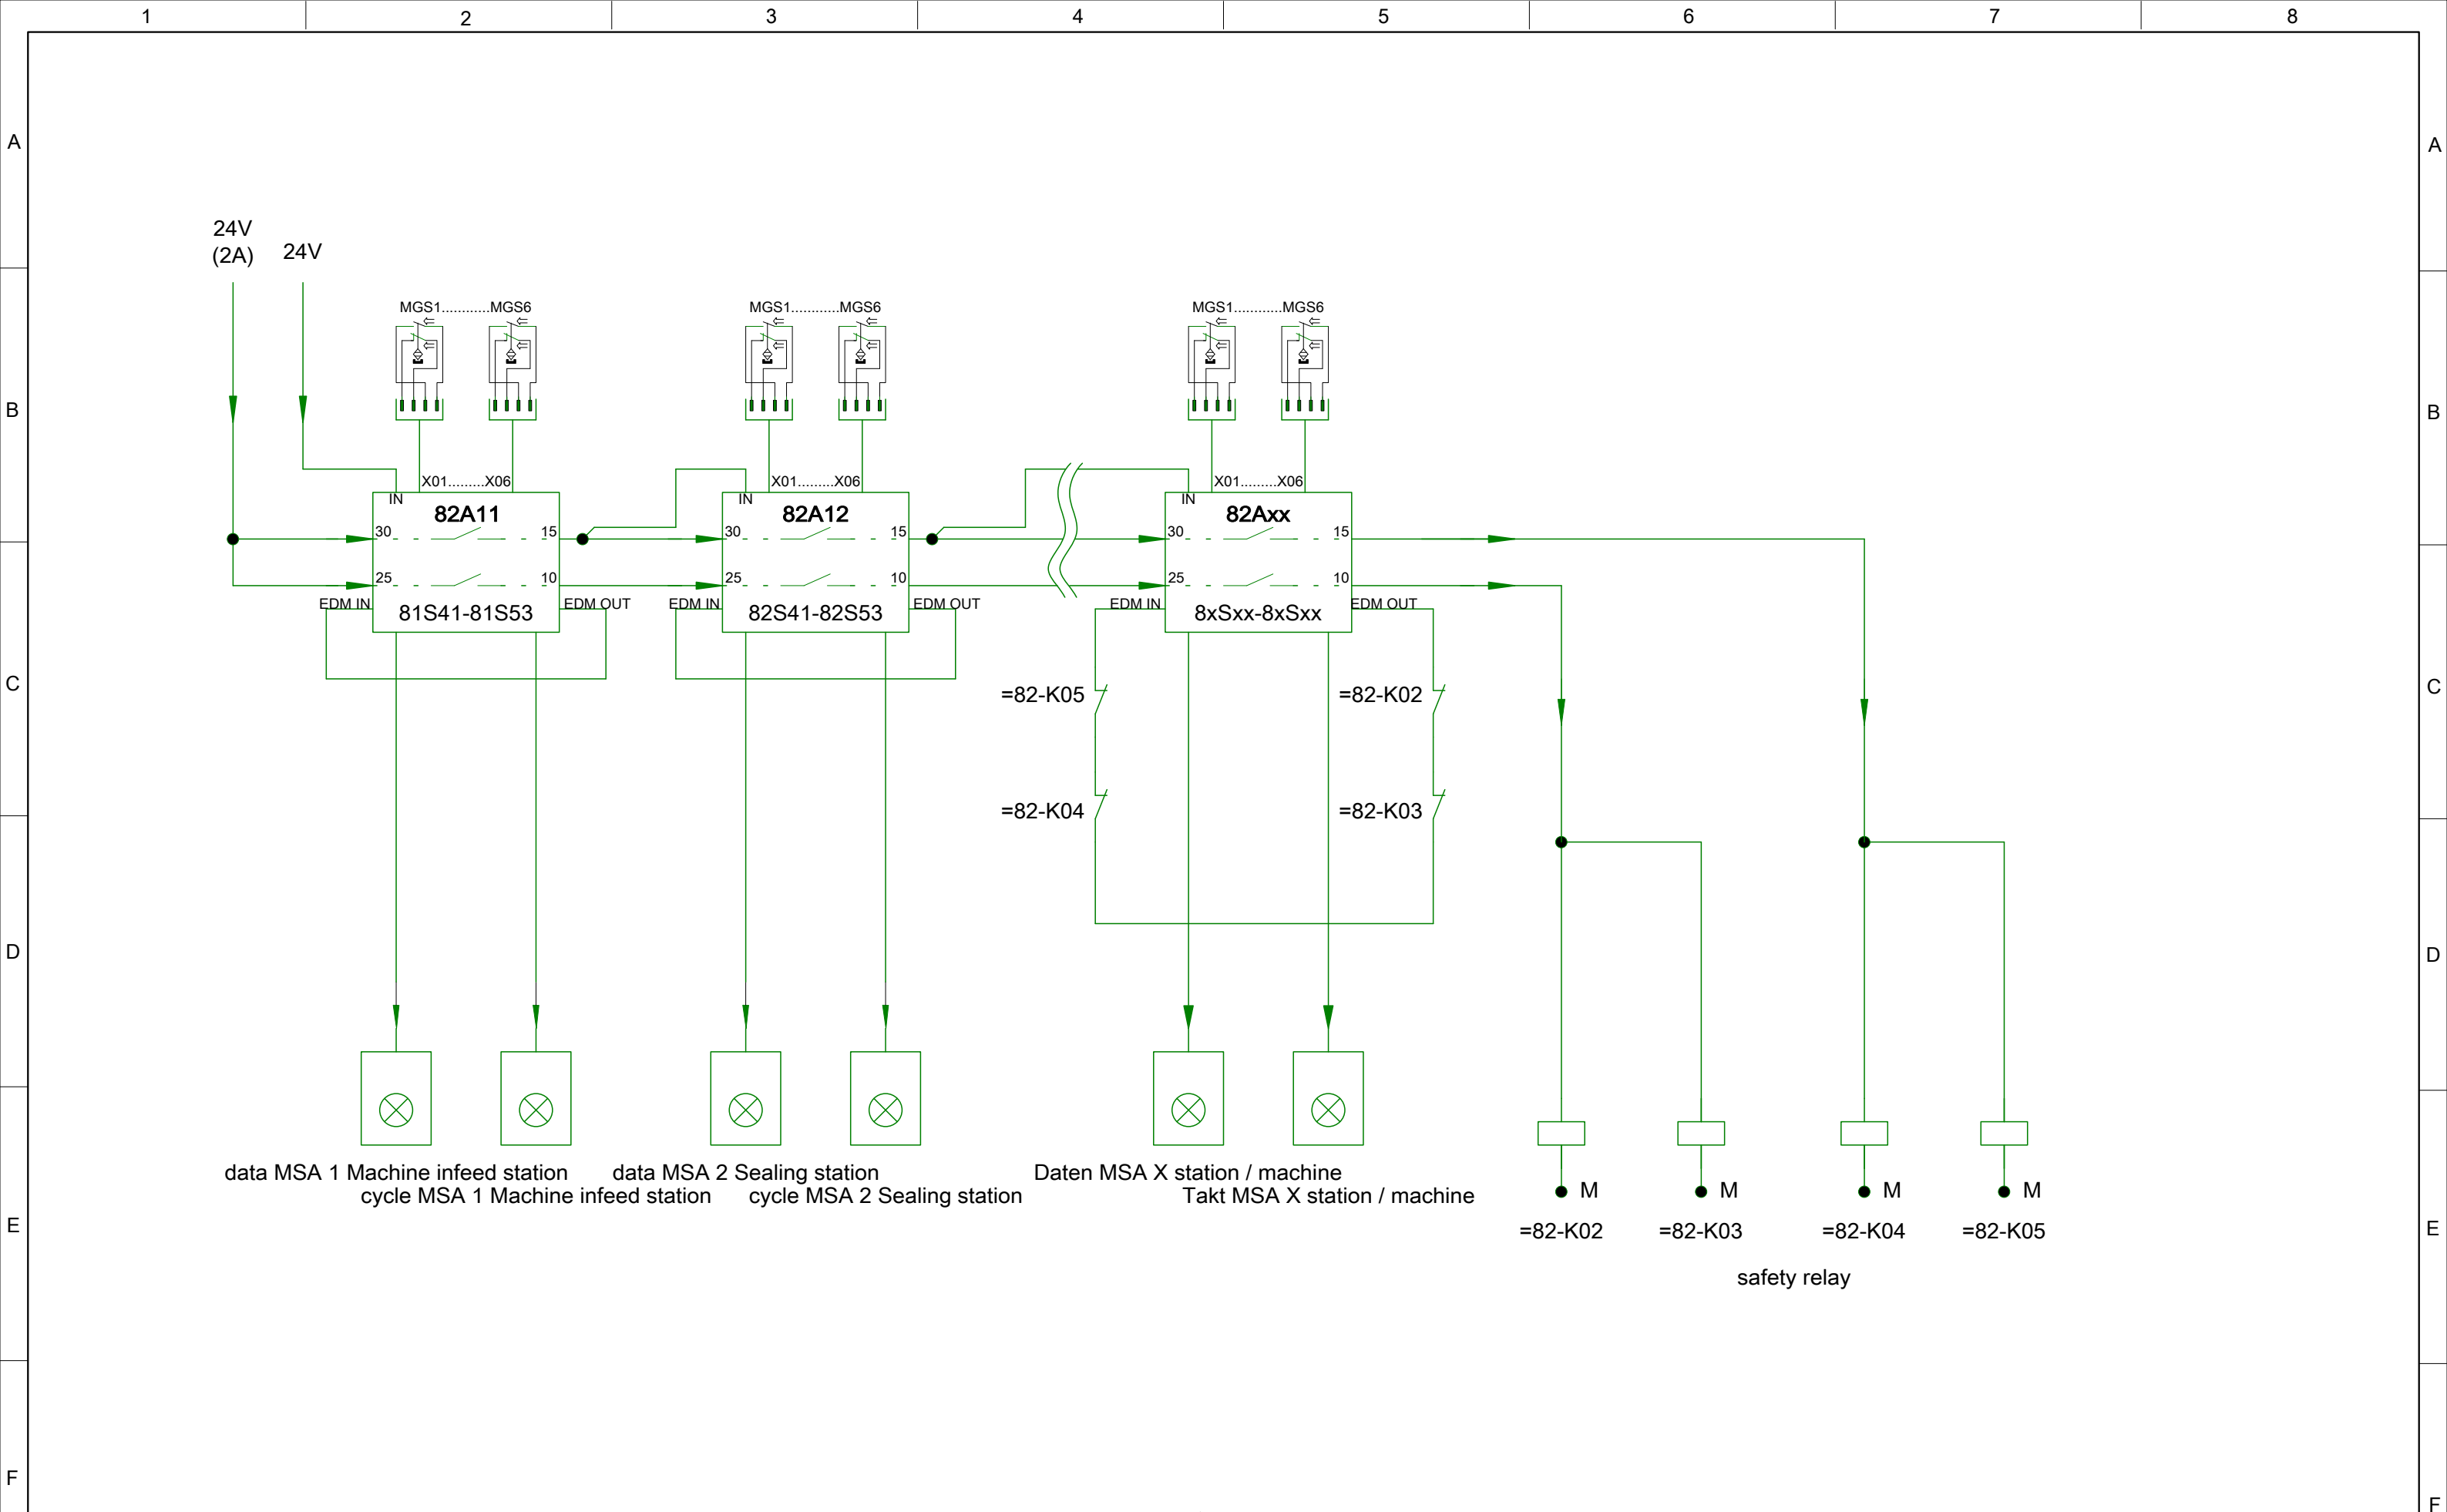 1 2 3 4 5 6 7 8
A A
24V
(2A) 24V
MGS1............MGS6 MGS1............MGS6 MGS1............MGS6
B B
X01.........X06 X01.........X06 X01.........X06
IN IN IN
82A11 82A12 82Axx
30 15 30 15 30 15
25 10 25 10 25 10
EDM IN EDM OUT EDM IN EDM OUT EDM IN EDM OUT
81S41-81S53 82S41-82S53 8xSxx-8xSxx
C C
=82-K05 =82-K02
=82-K04 =82-K03
D D
data MSA 1 Machine infeed station data MSA 2 Sealing station Daten MSA X station / machine
cycle MSA 1 Machine infeed station cycle MSA 2 Sealing station Takt MSA X station / machine
M M M M
E =82-K02 =82-K03 =82-K04 =82-K05 E
safety relay
F F